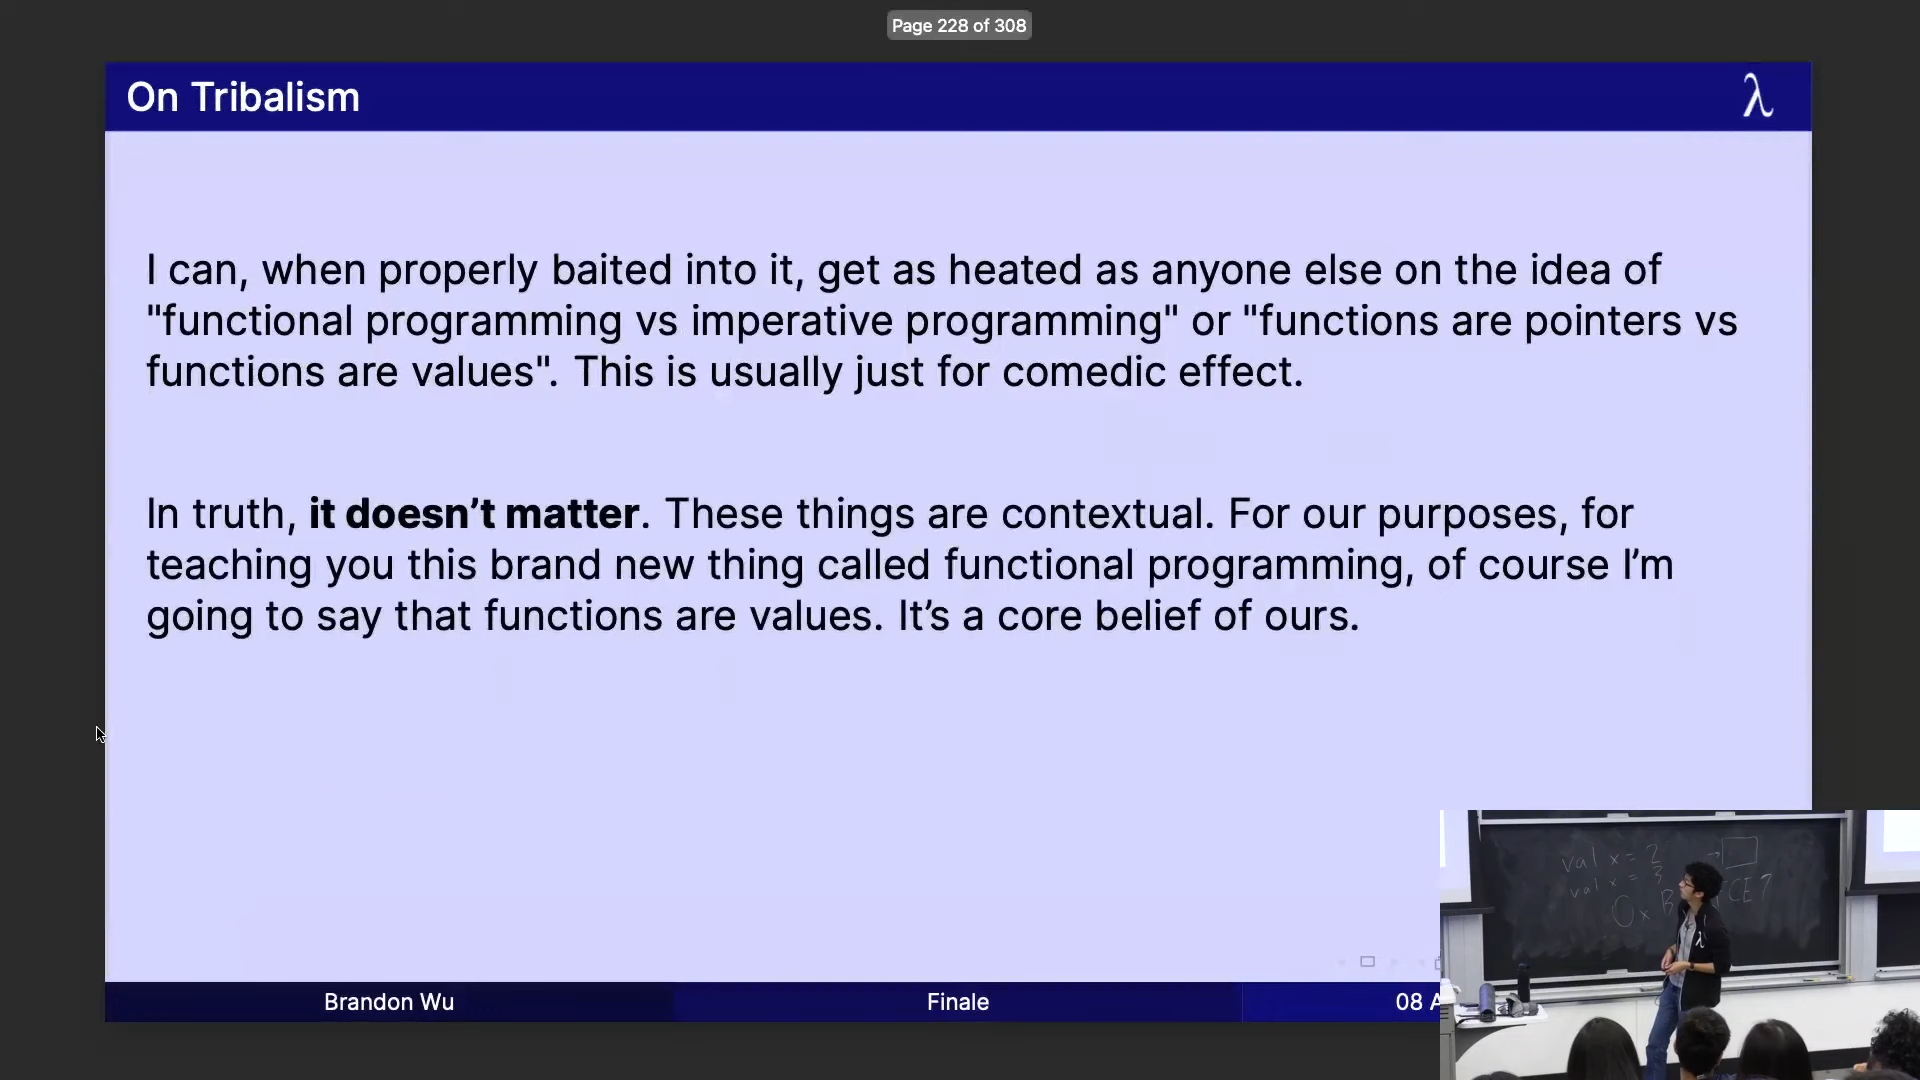 Page 228 of 308
On Tribalism
λ
I can, when properly baited into it, get as heated as anyone else on the idea of
"functional programming vs imperative programming" or "functions are pointers vs
functions are values". This is usually just for comedic effect.
In truth, it doesn’t matter. These things are contextual. For our purposes, for
teaching you this brand new thing called functional programming, of course I’m
going to say that functions are values. It’s a core belief of ours.
Brandon Wu
Finale
08 A
val x = 2
val x = 3
λ